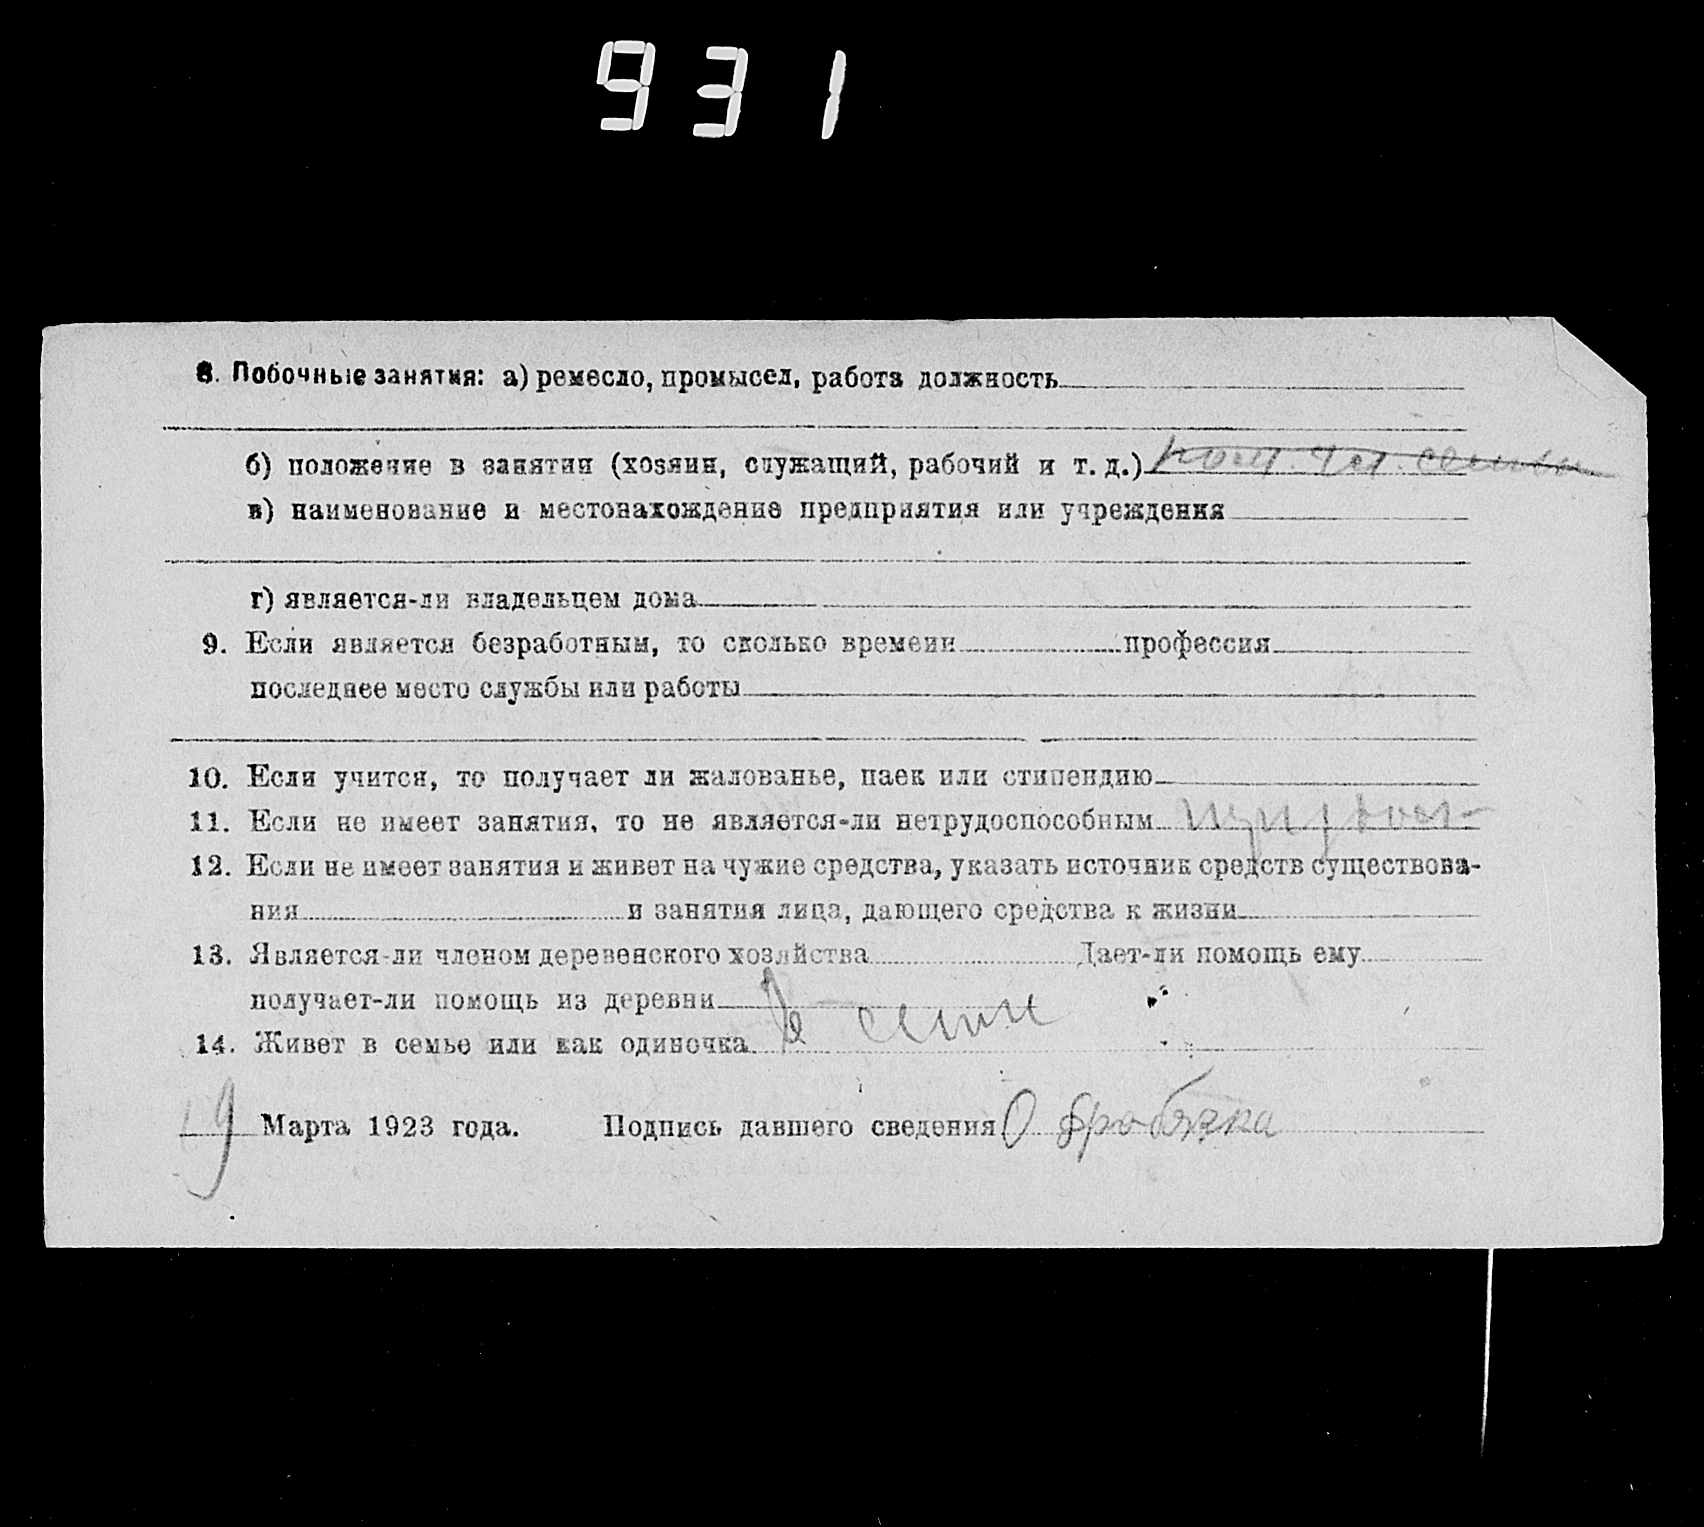 931
8. Побочные занятия: а) ремесло, промысел, работа должность
б) положение в занятии (хозяин, служащий, рабочий и т. д.) пом. чл. семьи
в) наименование и местонахождение предприятия или учреждения
г) является-ли владельцем дома
9. Если является безработным, то сколько времени профессия
последнее место службы или работы
10. Если учится, то получает ли жалованье, паек или стипендию
11. Если не имеет занятия, то не является-ли нетрудоспособным
12. Если не имеет занятия и живет на чужие средства, указать источник средств существова-
ния и занятия лица, дающего средства к жизни
13. Является-ли членом деревенского хозяйства Дает-ли помощь ему
получает-ли помощь из деревни
14. Живет в семье или как одиночка в семье
19 Марта 1923 года. Подпись давшего сведения